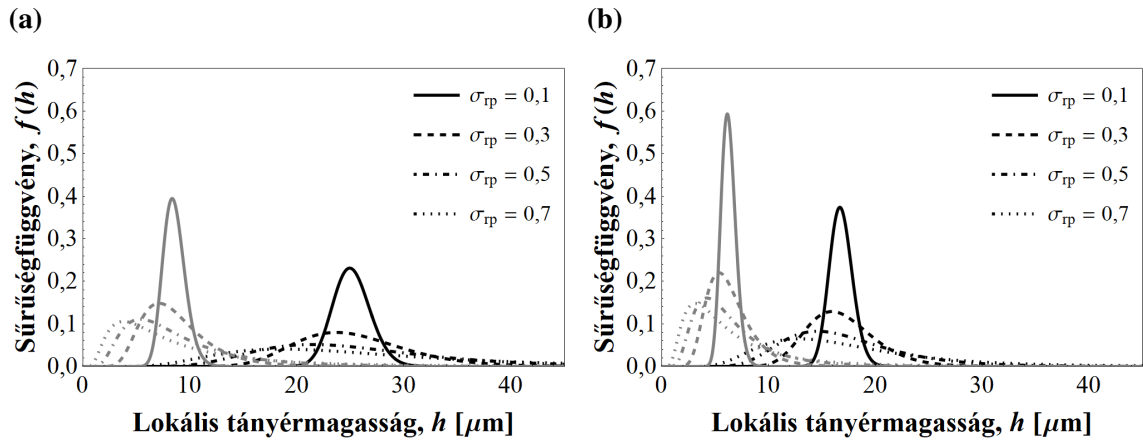 (a)
Sűrűségfüggvény, f(h)
0,7
0,6
0,5
0,4
0,3
0,2
0,1
0,0
0 10 20 30 40
Lokális tányérmagasság, h [μm]
σrp = 0,1
σrp = 0,3
σrp = 0,5
σrp = 0,7
(b)
Sűrűségfüggvény, f(h)
0,7
0,6
0,5
0,4
0,3
0,2
0,1
0,0
0 10 20 30 40
Lokális tányérmagasság, h [μm]
σrp = 0,1
σrp = 0,3
σrp = 0,5
σrp = 0,7